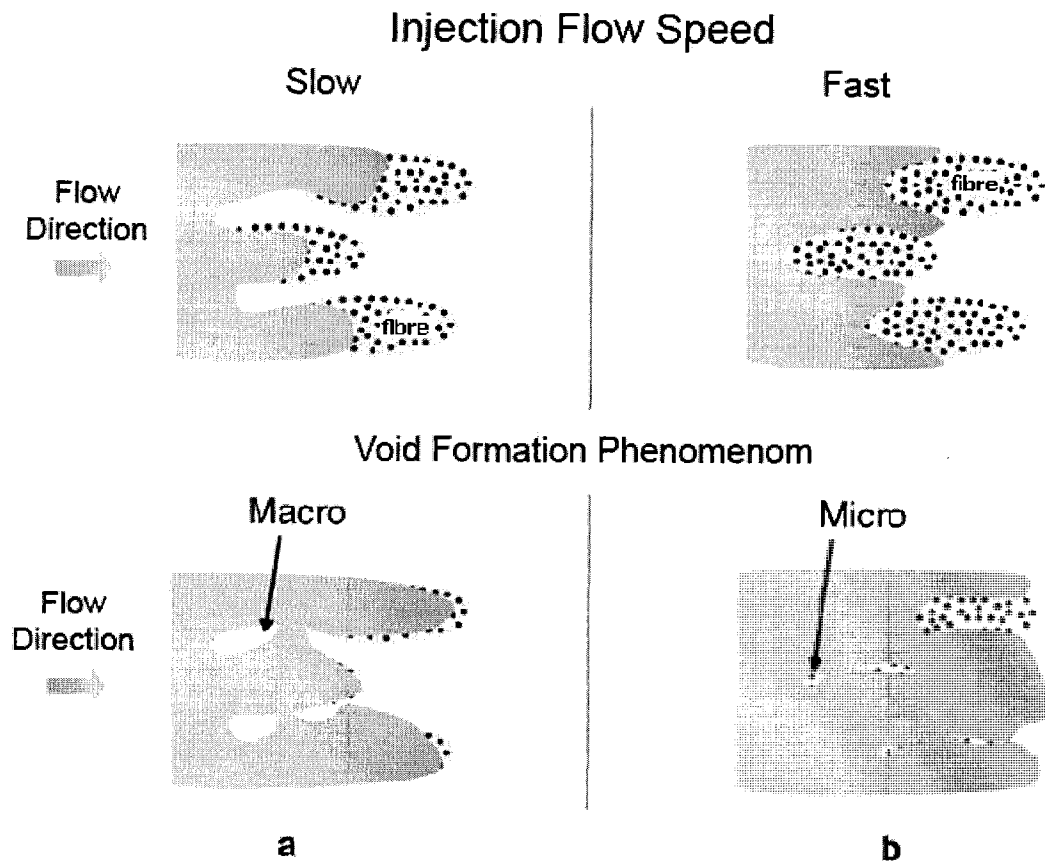 Injection Flow Speed
Slow
Fast
Flow
Direction
fibre
fibre
Void Formation Phenomenom
Macro
Micro
Flow
Direction
a
b